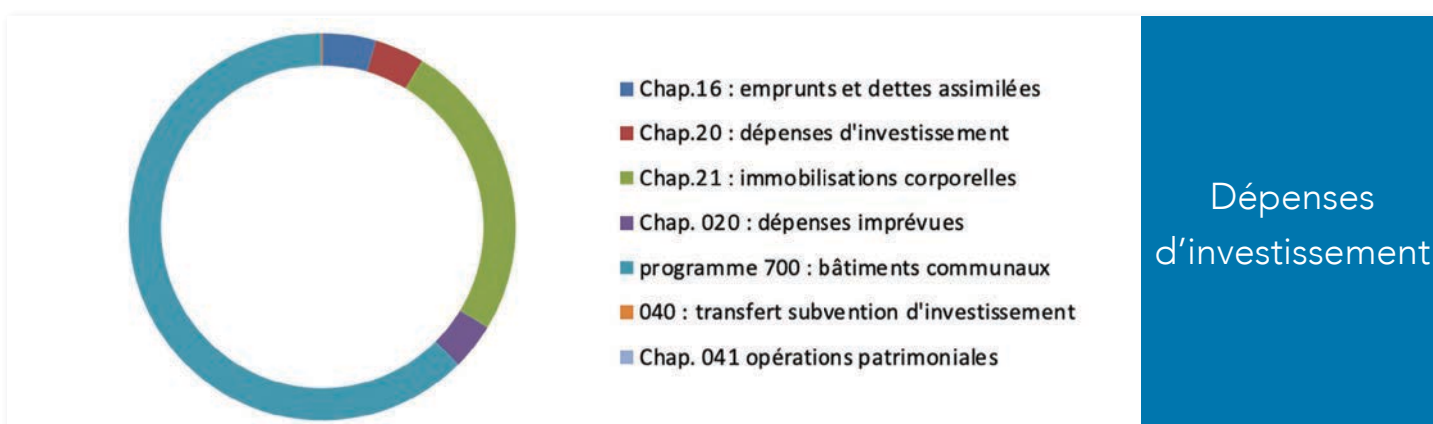 Chap.16 : emprunts et dettes assimilées
Chap.20 : dépenses d'investissement
Chap.21 : immobilisations corporelles
Chap. 020 : dépenses imprévues
programme 700 : bâtiments communaux
040 : transfert subvention d'investissement
Chap. 041 opérations patrimoniales
Dépenses
d’investissement